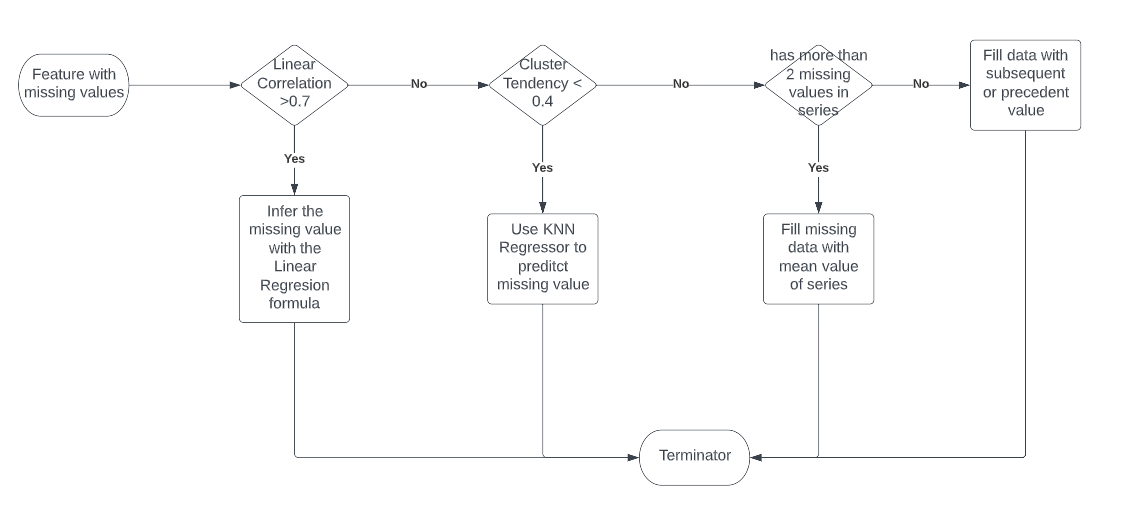 Feature with
missing values
Linear
Correlation
>0.7
No
Cluster
Tendency <
0.4
No
has more than
2 missing
values in
series
No
Fill data with
subsequent
or precedent
value
Yes
Yes
Yes
Infer the
missing value
with the
Linear
Regresion
formula
Use KNN
Regressor to
preditct
missing value
Fill missing
data with
mean value
of series
Terminator